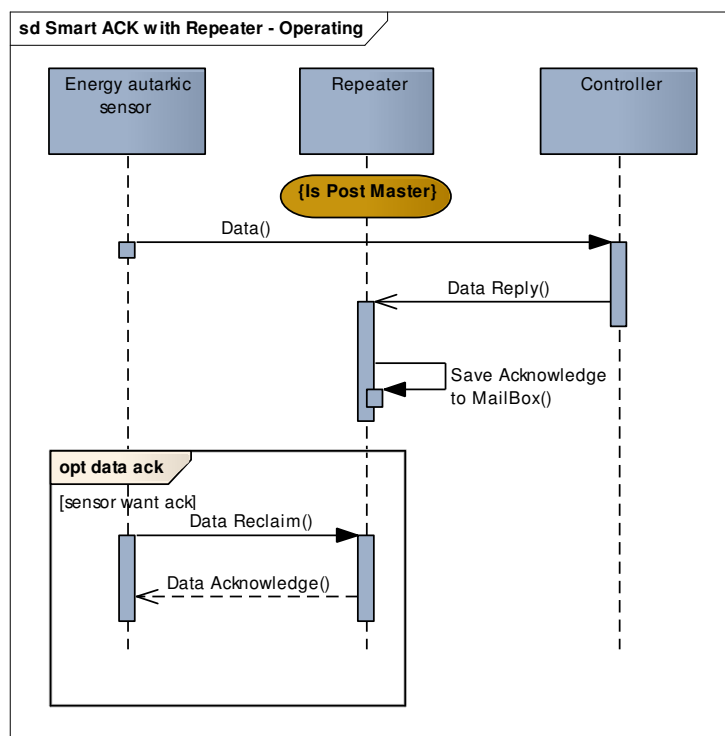 sd Smart ACK with Repeater - Operating
Energy autarkic
sensor
Repeater
Controller
{Is Post Master}
Data()
Data Reply()
Save Acknowledge
to MailBox()
opt data ack
[sensor want ack]
Data Reclaim()
Data Acknowledge()